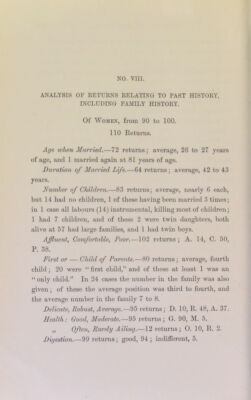 NO. VIII.
ANALYSIS OF RETURNS RELATING TO PAST HISTORY,
INCLUDING FAMILY HISTORY.
Of Women, from 90 to 100.
110 Returns.
Age when Married.—72 returns; average, 26 to 27 years
of age, and 1 married again at 81 years of age.
Duration of Married Life.—64 returns; average, 42 to 43
years.
Number of Children.—83 returns; average, nearly 6 each,
but 14 had no children, 1 of these having been married 3 times;
in 1 case all labours (14) instrumental, killing most of children;
1 had 7 children, and of these 2 were twin daughters, both
alive at 57 had large families, and 1 had twin boys.
Affluent, Comfortable, Poor.—102 returns; A. 14, C. 50,
P. 38.
First or — Child of Parents.—80 returns; average, fourth
child; 20 were "first child," and of these at least 1 was an
"only child." In 24 cases the number in the family was also
given; of these the average position was third to fourth, and
the average number in the family 7 to 8.
Delicate, Robust, Average.—95 returns; D. 10, R. 48, A. 37.
Health: Good, Moderate.—95 returns; G. 90, M. 5.
„ Often, Rarely Ailing.—12 returns; O. 10, R. 2.
Digestion.—99 returns; good, 94; indifferent, 5.